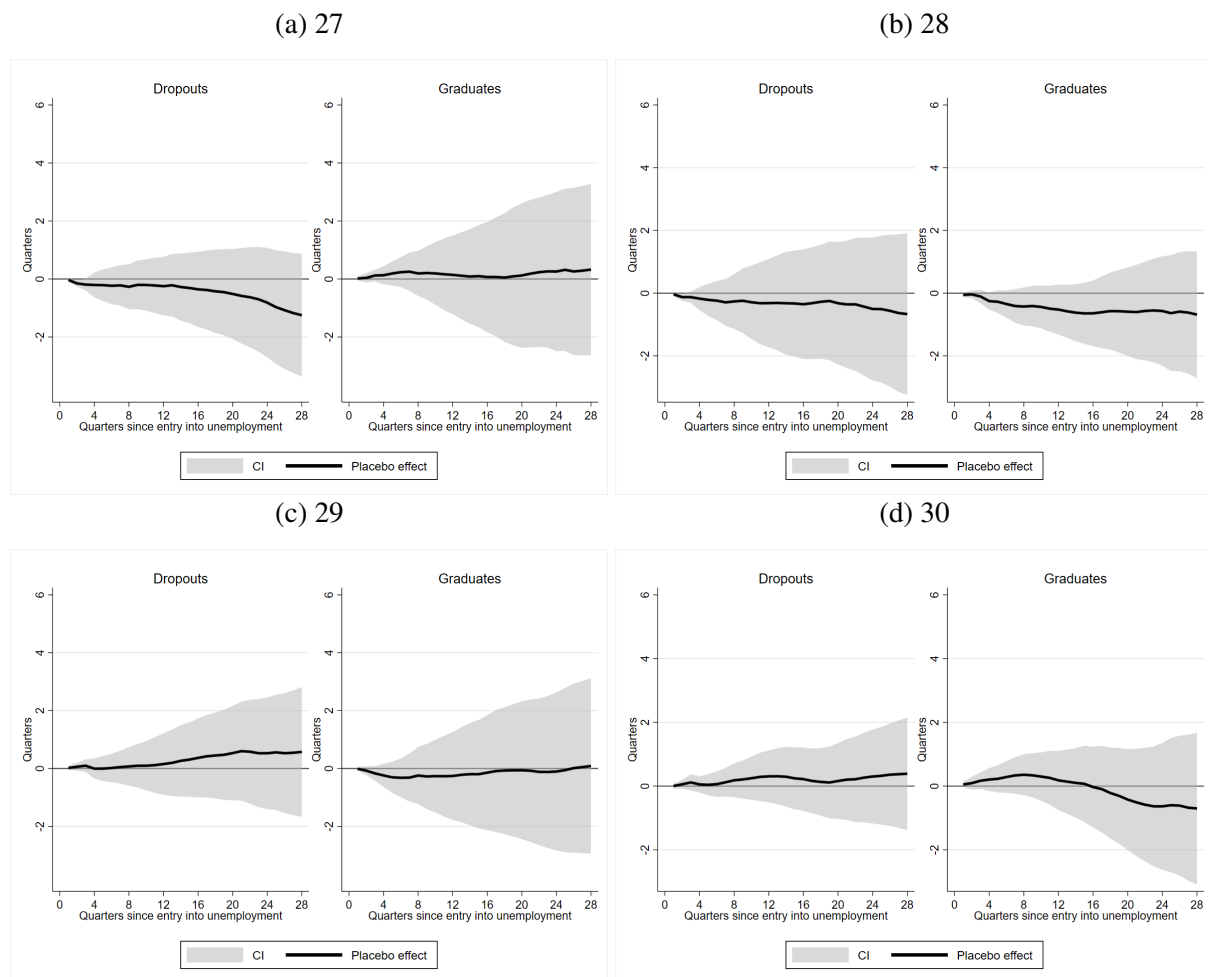 (a) 27
(b) 28
Dropouts
Graduates
Quarters
-2
0
2
4
6
0 4 8 12 16 20 24 28
Quarters since entry into unemployment
Quarters
-2
0
2
4
6
0 4 8 12 16 20 24 28
Quarters since entry into unemployment
CI Placebo effect
Dropouts
Graduates
Quarters
-2
0
2
4
6
0 4 8 12 16 20 24 28
Quarters since entry into unemployment
Quarters
-2
0
2
4
6
0 4 8 12 16 20 24 28
Quarters since entry into unemployment
CI Placebo effect
(c) 29
(d) 30
Dropouts
Graduates
Quarters
-2
0
2
4
6
0 4 8 12 16 20 24 28
Quarters since entry into unemployment
Quarters
-2
0
2
4
6
0 4 8 12 16 20 24 28
Quarters since entry into unemployment
CI Placebo effect
Dropouts
Graduates
Quarters
-2
0
2
4
6
0 4 8 12 16 20 24 28
Quarters since entry into unemployment
Quarters
-2
0
2
4
6
0 4 8 12 16 20 24 28
Quarters since entry into unemployment
CI Placebo effect